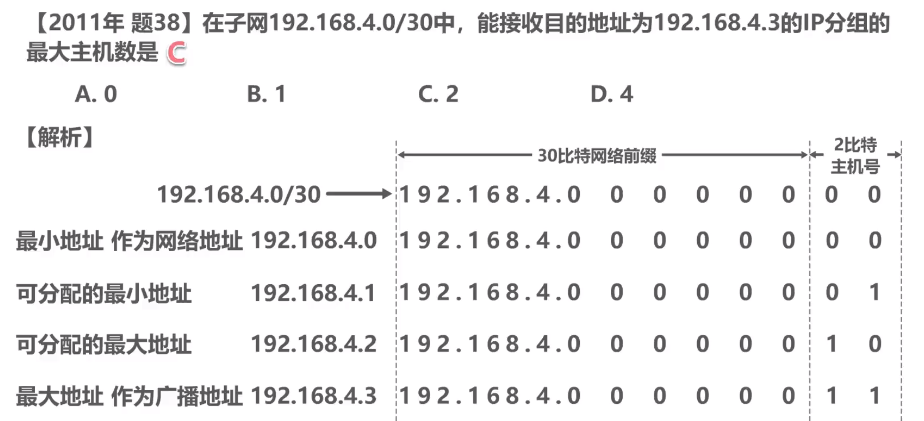 【2011年 题38】在子网192.168.4.0/30中，能接收目的地址为192.168.4.3的IP分组的
最大主机数是 C
A. 0 B. 1 C. 2 D. 4
【解析】
30比特网络前缀 2比特
主机号
192.168.4.0/30 192.168.4.0 0 0 0 0 0 0 0
最小地址 作为网络地址 192.168.4.0 192.168.4.0 0 0 0 0 0 0 0
可分配的最小地址 192.168.4.1 192.168.4.0 0 0 0 0 0 0 1
可分配的最大地址 192.168.4.2 192.168.4.0 0 0 0 0 0 1 0
最大地址 作为广播地址 192.168.4.3 192.168.4.0 0 0 0 0 0 1 1